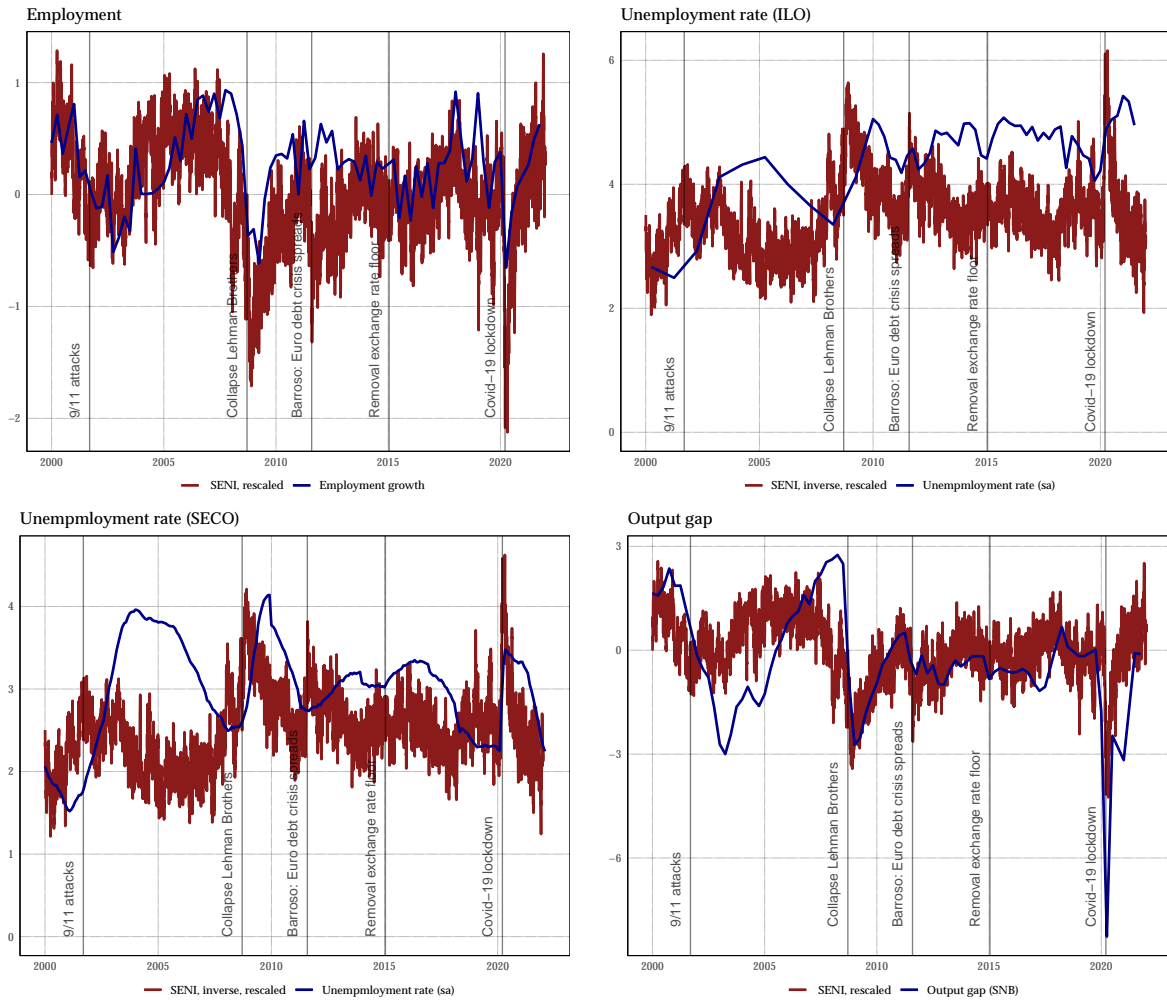 Employment
1
0
−1
−2
9/11 attacks
Collapse Lehman Brothers
Barroso: Euro debt crisis spreads
Removal exchange rate floor
Covid−19 lockdown
2000 2005 2010 2015 2020
SENI, rescaled Employment growth
Unemployment rate (ILO)
6
4
2
0
9/11 attacks
Collapse Lehman Brothers
Barroso: Euro debt crisis spreads
Removal exchange rate floor
Covid−19 lockdown
2000 2005 2010 2015 2020
SENI, inverse, rescaled Unempmloyment rate (sa)
Unempmloyment rate (SECO)
4
3
2
1
0
9/11 attacks
Collapse Lehman Brothers
Barroso: Euro debt crisis spreads
Removal exchange rate floor
Covid−19 lockdown
2000 2005 2010 2015 2020
SENI, inverse, rescaled Unempmloyment rate (sa)
Output gap
3
0
−3
−6
9/11 attacks
Collapse Lehman Brothers
Barroso: Euro debt crisis spreads
Removal exchange rate floor
Covid−19 lockdown
2000 2005 2010 2015 2020
SENI, rescaled Output gap (SNB)